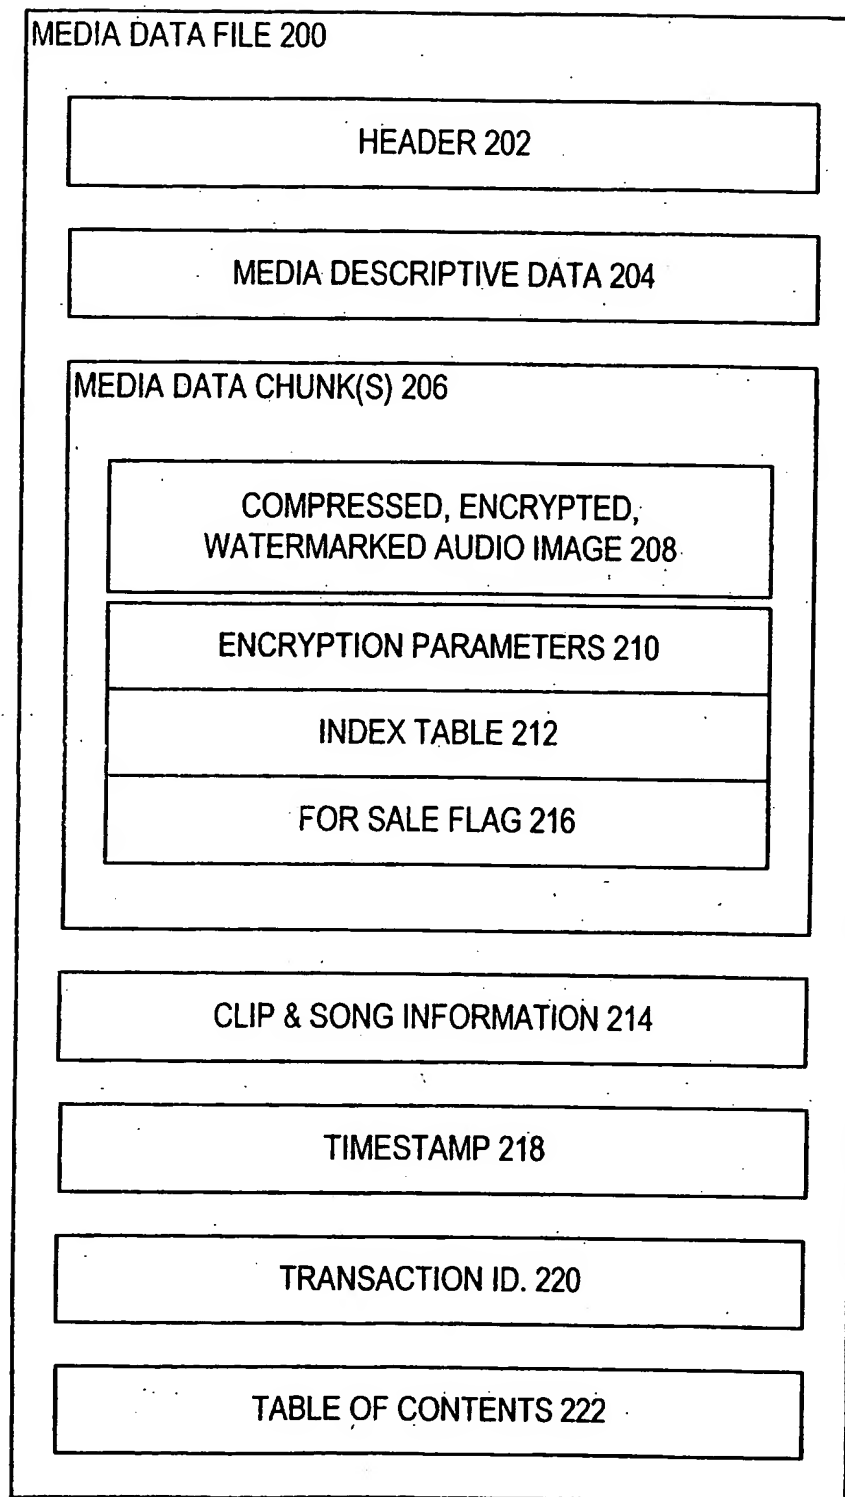 MEDIA DATA FILE 200
HEADER 202
MEDIA DESCRIPTIVE DATA 204
MEDIA DATA CHUNK(S) 206
COMPRESSED, ENCRYPTED,
WATERMARKED AUDIO IMAGE 208
ENCRYPTION PARAMETERS 210
INDEX TABLE 212
FOR SALE FLAG 216
CLIP & SONG INFORMATION 214
TIMESTAMP 218
TRANSACTION ID. 220
TABLE OF CONTENTS 222